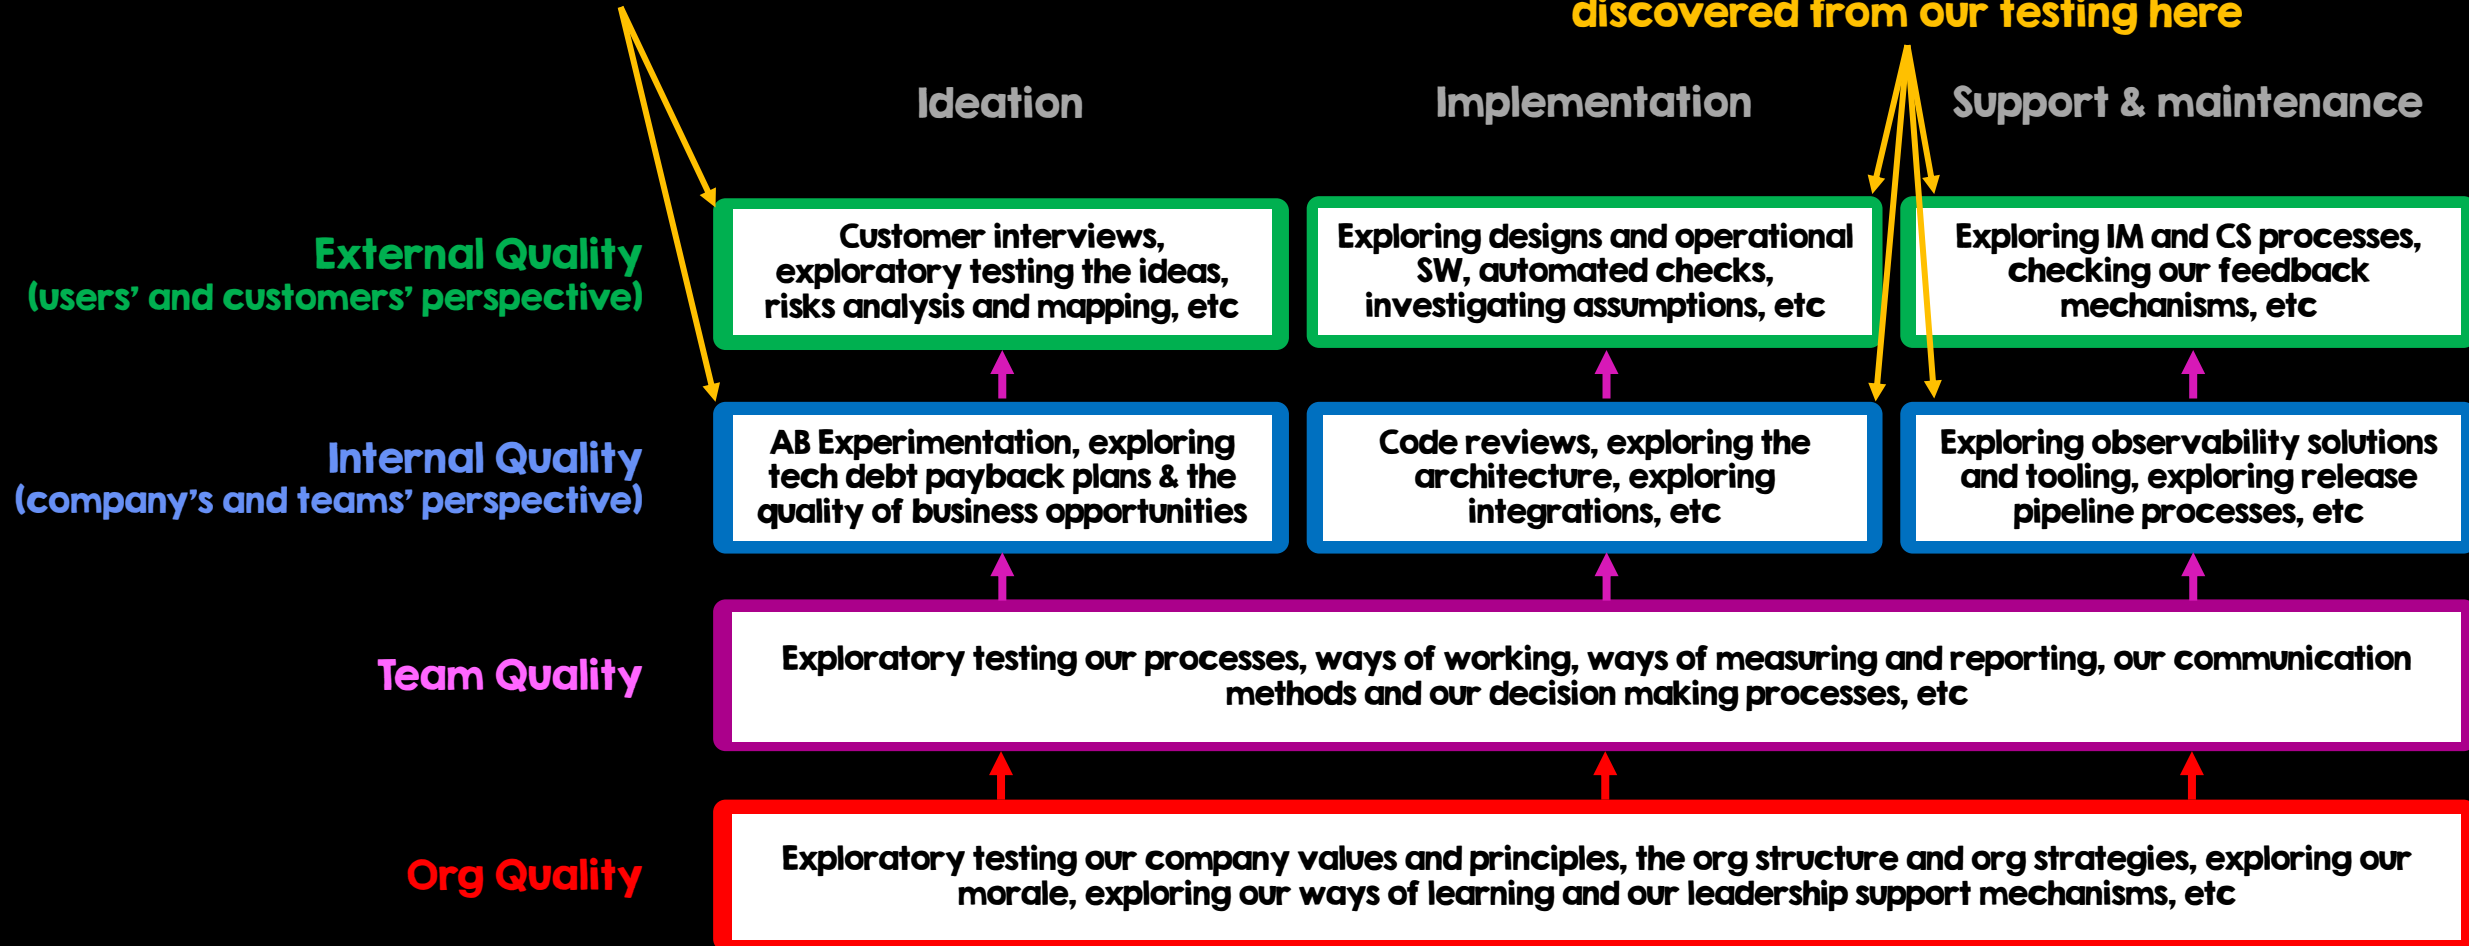 discovered from our testing here
Ideation
Implementation
Support & maintenance
External Quality
(users’ and customers’ perspective)
Customer interviews,
exploratory testing the ideas,
risks analysis and mapping, etc
Exploring designs and operational
SW, automated checks,
investigating assumptions, etc
Exploring IM and CS processes,
checking our feedback
mechanisms, etc
Internal Quality
(company’s and teams’ perspective)
AB Experimentation, exploring
tech debt payback plans & the
quality of business opportunities
Code reviews, exploring the
architecture, exploring
integrations, etc
Exploring observability solutions
and tooling, exploring release
pipeline processes, etc
Team Quality
Exploratory testing our processes, ways of working, ways of measuring and reporting, our communication
methods and our decision making processes, etc
Org Quality
Exploratory testing our company values and principles, the org structure and org strategies, exploring our
morale, exploring our ways of learning and our leadership support mechanisms, etc